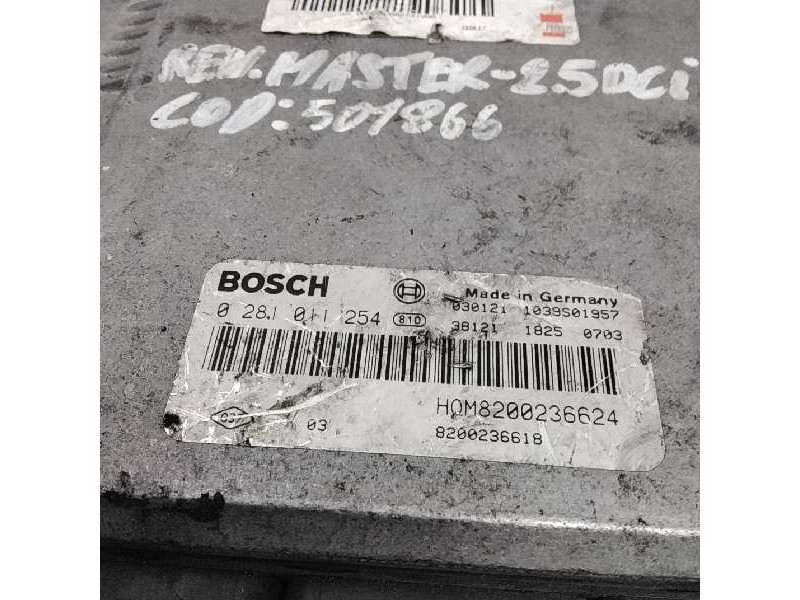 REN.MASTER-2.5DCi
COD:501866
BOSCH
Made in Germany
0 281 011 254 810
030121 1039S01957
38121 1825 0703
HOM8200236624
03
8200236618